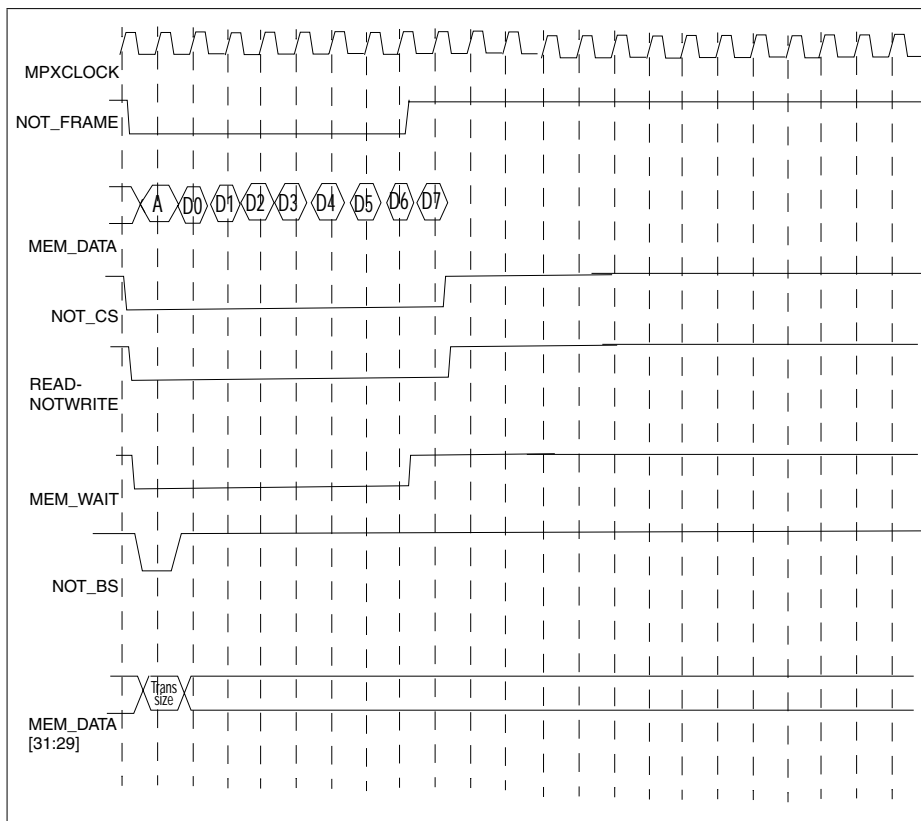 MPXCLOCK
NOT_FRAME
A D0 D1 D2 D3 D4 D5 D6 D7
MEM_DATA
NOT_CS
READ-
NOTWRITE
MEM_WAIT
NOT_BS
Trans
size
MEM_DATA
[31:29]